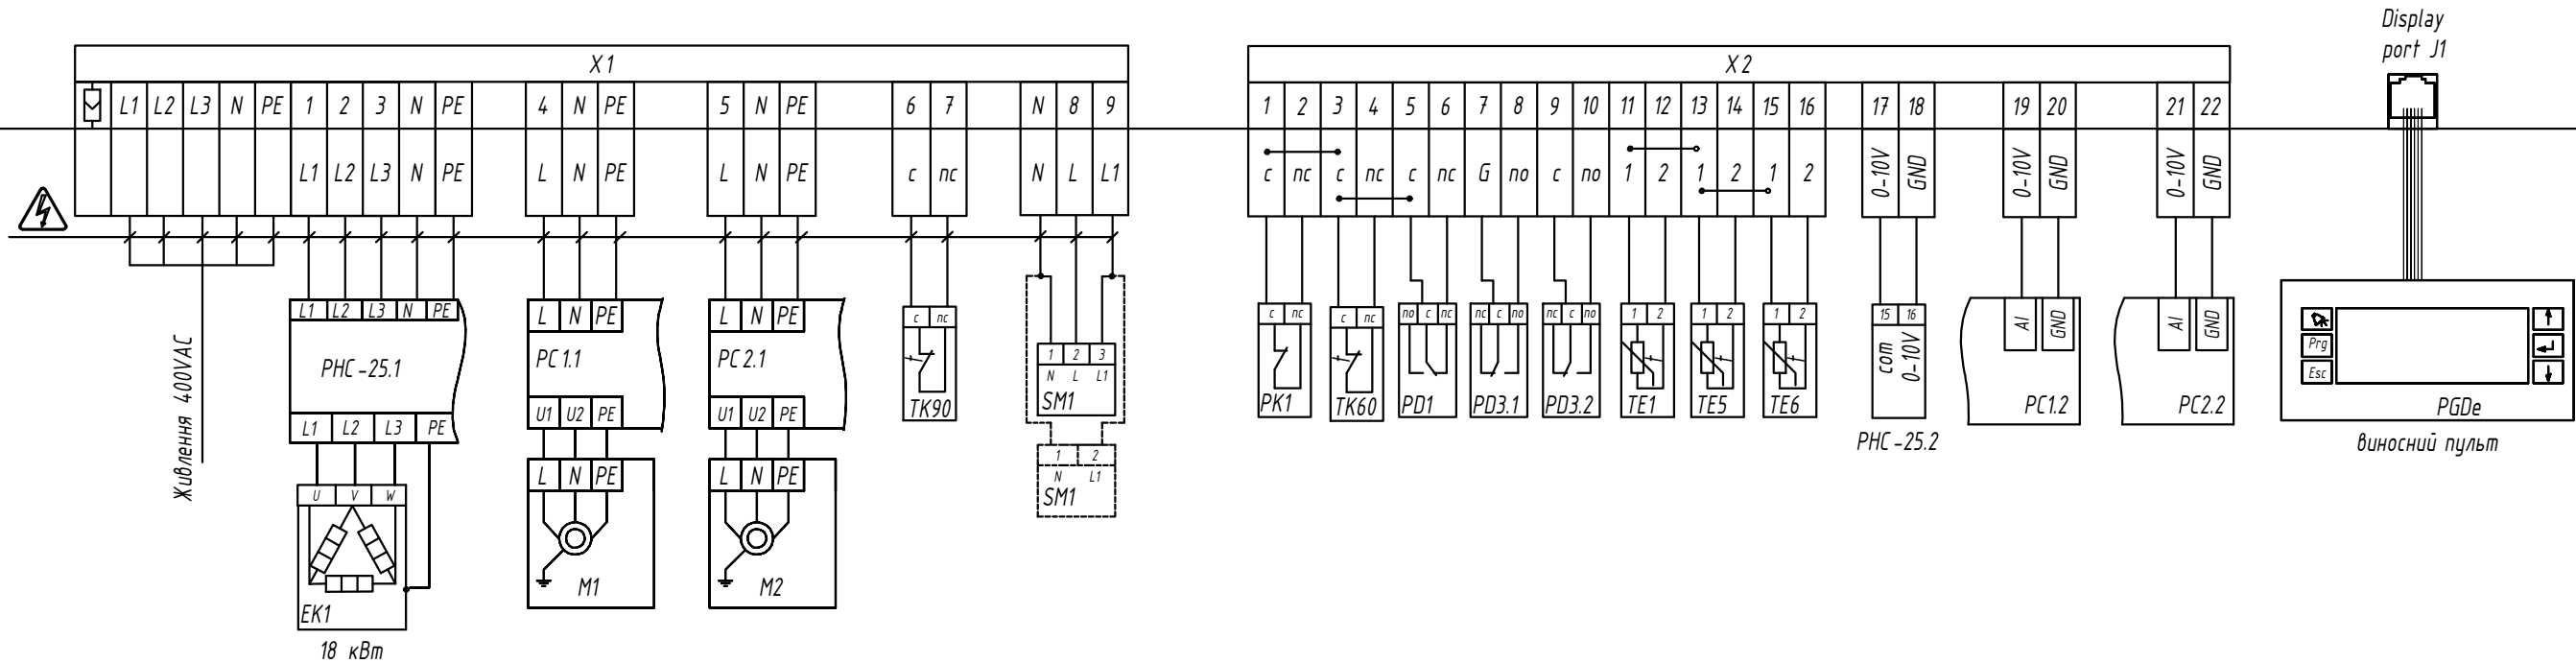 Display
port J1
X1
X2
L1 L2 L3 N PE 1 2 3 N PE 4 N PE 5 N PE 6 7 N 8 9
1 2 3 4 5 6 7 8 9 10 11 12 13 14 15 16 17 18 19 20 21 22
L1 L2 L3 N PE L N PE L N PE c nc N L L1
c nc c nc c nc G no c no 1 2 1 2 1 2 0-10V GND 0-10V GND 0-10V GND
Живлення 400VAC
L1 L2 L3 N PE
РНС-25.1
L1 L2 L3 PE
U V W
EK1
18 кВт
L N PE
PC1.1
U1 U2 PE
L N PE
M1
L N PE
PC2.1
U1 U2 PE
L N PE
M2
c nc
TK90
1 2 3
N L L1
SM1
1 2
N L1
SM1
c nc
PK1
c nc
TK60
no c nc
PD1
nc c no
PD3.1
nc c no
PD3.2
1 2
TE1
1 2
TE5
1 2
TE6
15 16
com
0-10V
РНС-25.2
AI GND
PC1.2
AI GND
PC2.2
Prg
Esc
PGDe
виносний пульт